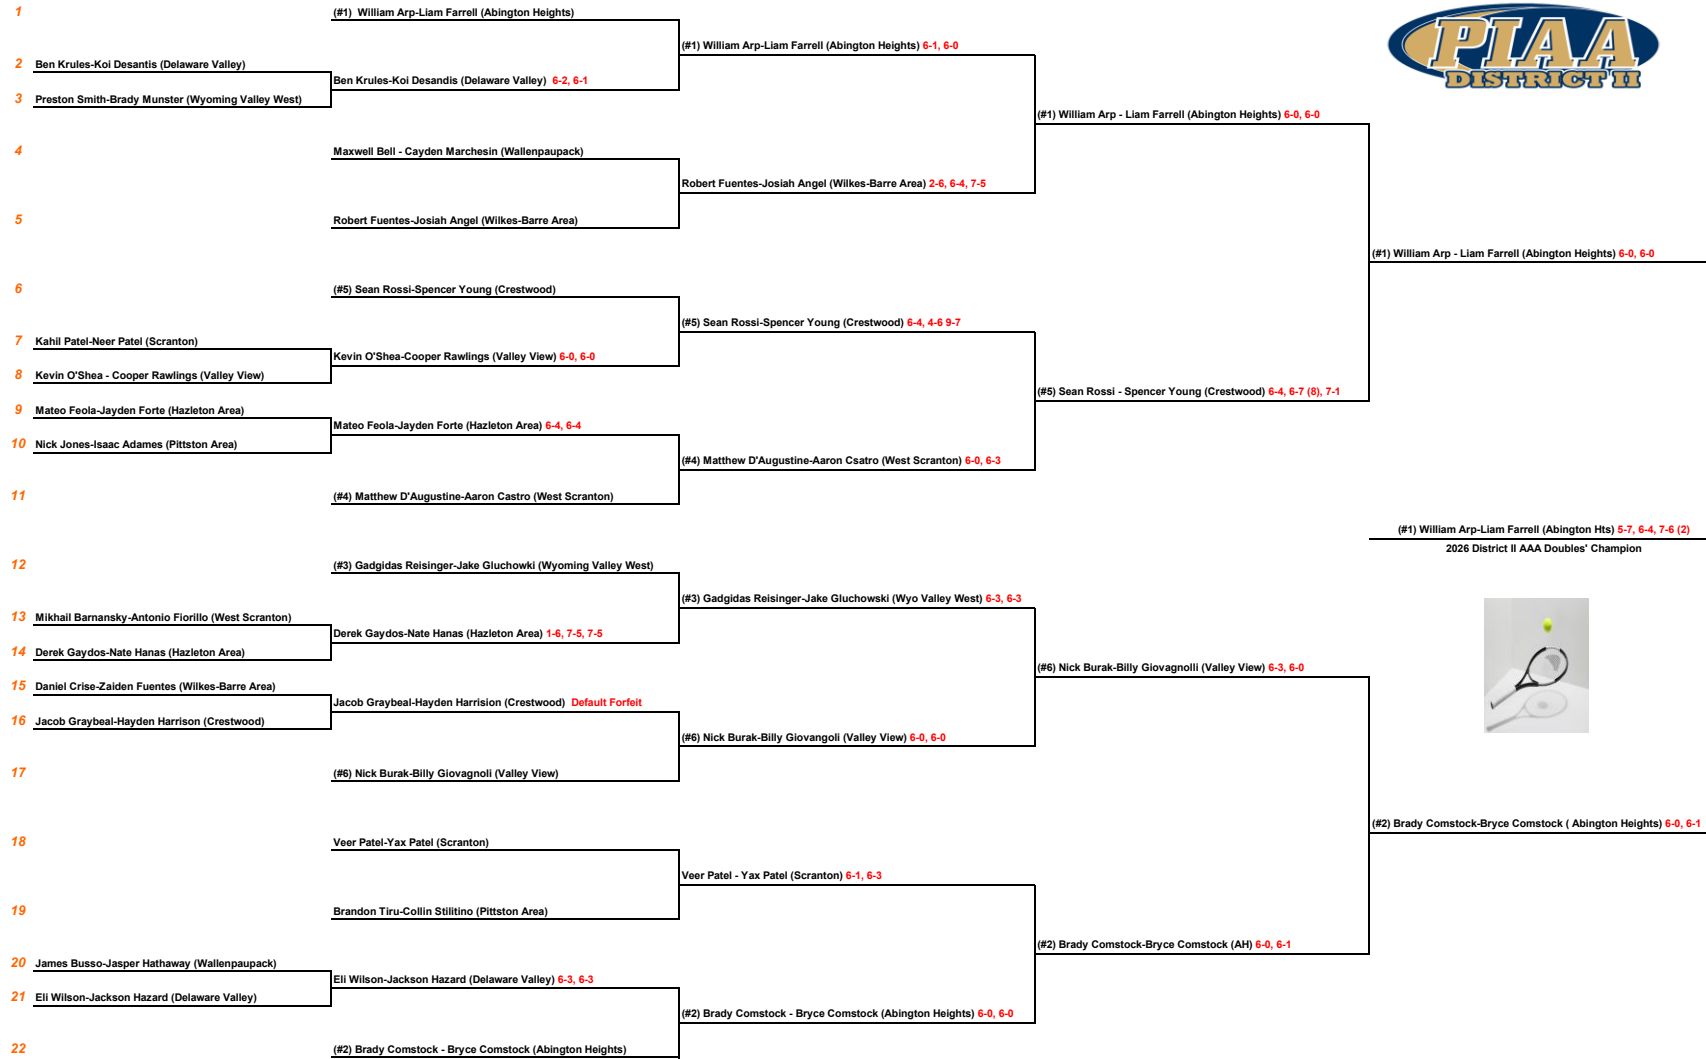 1 (#1) William Arp-Liam Farrell (Abington Heights)
PIAA
DISTRICT II
(#1) William Arp-Liam Farrell (Abington Heights) 6-1, 6-0
2 Ben Krules-Koi Desantis (Delaware Valley)
Ben Krules-Koi Desandis (Delaware Valley) 6-2, 6-1
3 Preston Smith-Brady Munster (Wyoming Valley West)
(#1) William Arp - Liam Farrell (Abington Heights) 6-0, 6-0
4 Maxwell Bell - Cayden Marchesin (Wallenpaupack)
Robert Fuentes-Josiah Angel (Wilkes-Barre Area) 2-6, 6-4, 7-5
5 Robert Fuentes-Josiah Angel (Wilkes-Barre Area)
(#1) William Arp - Liam Farrell (Abington Heights) 6-0, 6-0
6 (#5) Sean Rossi-Spencer Young (Crestwood)
(#5) Sean Rossi-Spencer Young (Crestwood) 6-4, 4-6 9-7
7 Kahil Patel-Neer Patel (Scranton)
Kevin O'Shea-Cooper Rawlings (Valley View) 6-0, 6-0
8 Kevin O'Shea - Cooper Rawlings (Valley View)
(#5) Sean Rossi - Spencer Young (Crestwood) 6-4, 6-7 (8), 7-1
9 Mateo Feola-Jayden Forte (Hazleton Area)
Mateo Feola-Jayden Forte (Hazleton Area) 6-4, 6-4
10 Nick Jones-Isaac Adames (Pittston Area)
(#4) Matthew D'Augustine-Aaron Csatro (West Scranton) 6-0, 6-3
11 (#4) Matthew D'Augustine-Aaron Castro (West Scranton)
(#1) William Arp-Liam Farrell (Abington Hts) 5-7, 6-4, 7-6 (2)
2026 District II AAA Doubles' Champion
12 (#3) Gadgidas Reisinger-Jake Gluchowki (Wyoming Valley West)
(#3) Gadgidas Reisinger-Jake Gluchowski (Wyo Valley West) 6-3, 6-3
13 Mikhail Barnansky-Antonio Fiorillo (West Scranton)
Derek Gaydos-Nate Hanas (Hazleton Area) 1-6, 7-5, 7-5
14 Derek Gaydos-Nate Hanas (Hazleton Area)
(#6) Nick Burak-Billy Giovagnolli (Valley View) 6-3, 6-0
15 Daniel Crise-Zaiden Fuentes (Wilkes-Barre Area)
Jacob Graybeal-Hayden Harrision (Crestwood) Default Forfeit
16 Jacob Graybeal-Hayden Harrison (Crestwood)
(#6) Nick Burak-Billy Giovangoli (Valley View) 6-0, 6-0
17 (#6) Nick Burak-Billy Giovagnoli (Valley View)
(#2) Brady Comstock-Bryce Comstock ( Abington Heights) 6-0, 6-1
18 Veer Patel-Yax Patel (Scranton)
Veer Patel - Yax Patel (Scranton) 6-1, 6-3
19 Brandon Tiru-Collin Stilitino (Pittston Area)
(#2) Brady Comstock-Bryce Comstock (AH) 6-0, 6-1
20 James Busso-Jasper Hathaway (Wallenpaupack)
Eli Wilson-Jackson Hazard (Delaware Valley) 6-3, 6-3
21 Eli Wilson-Jackson Hazard (Delaware Valley)
(#2) Brady Comstock - Bryce Comstock (Abington Heights) 6-0, 6-0
22 (#2) Brady Comstock - Bryce Comstock (Abington Heights)